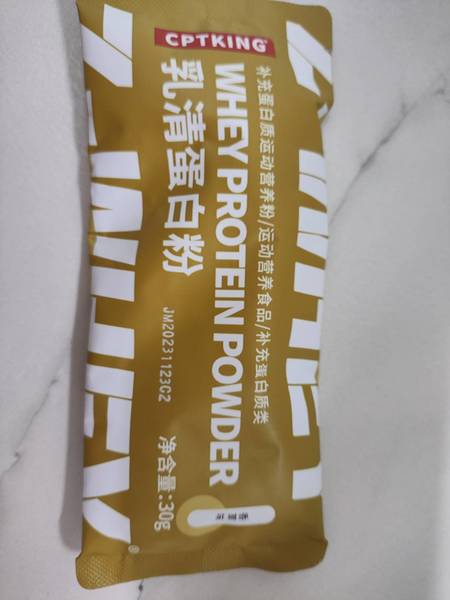 CPTKING®
补充蛋白质运动营养粉/运动营养食品/补充蛋白质类
WHEY PROTEIN POWDER
乳清蛋白粉
JM20231123C2
净含量:30g